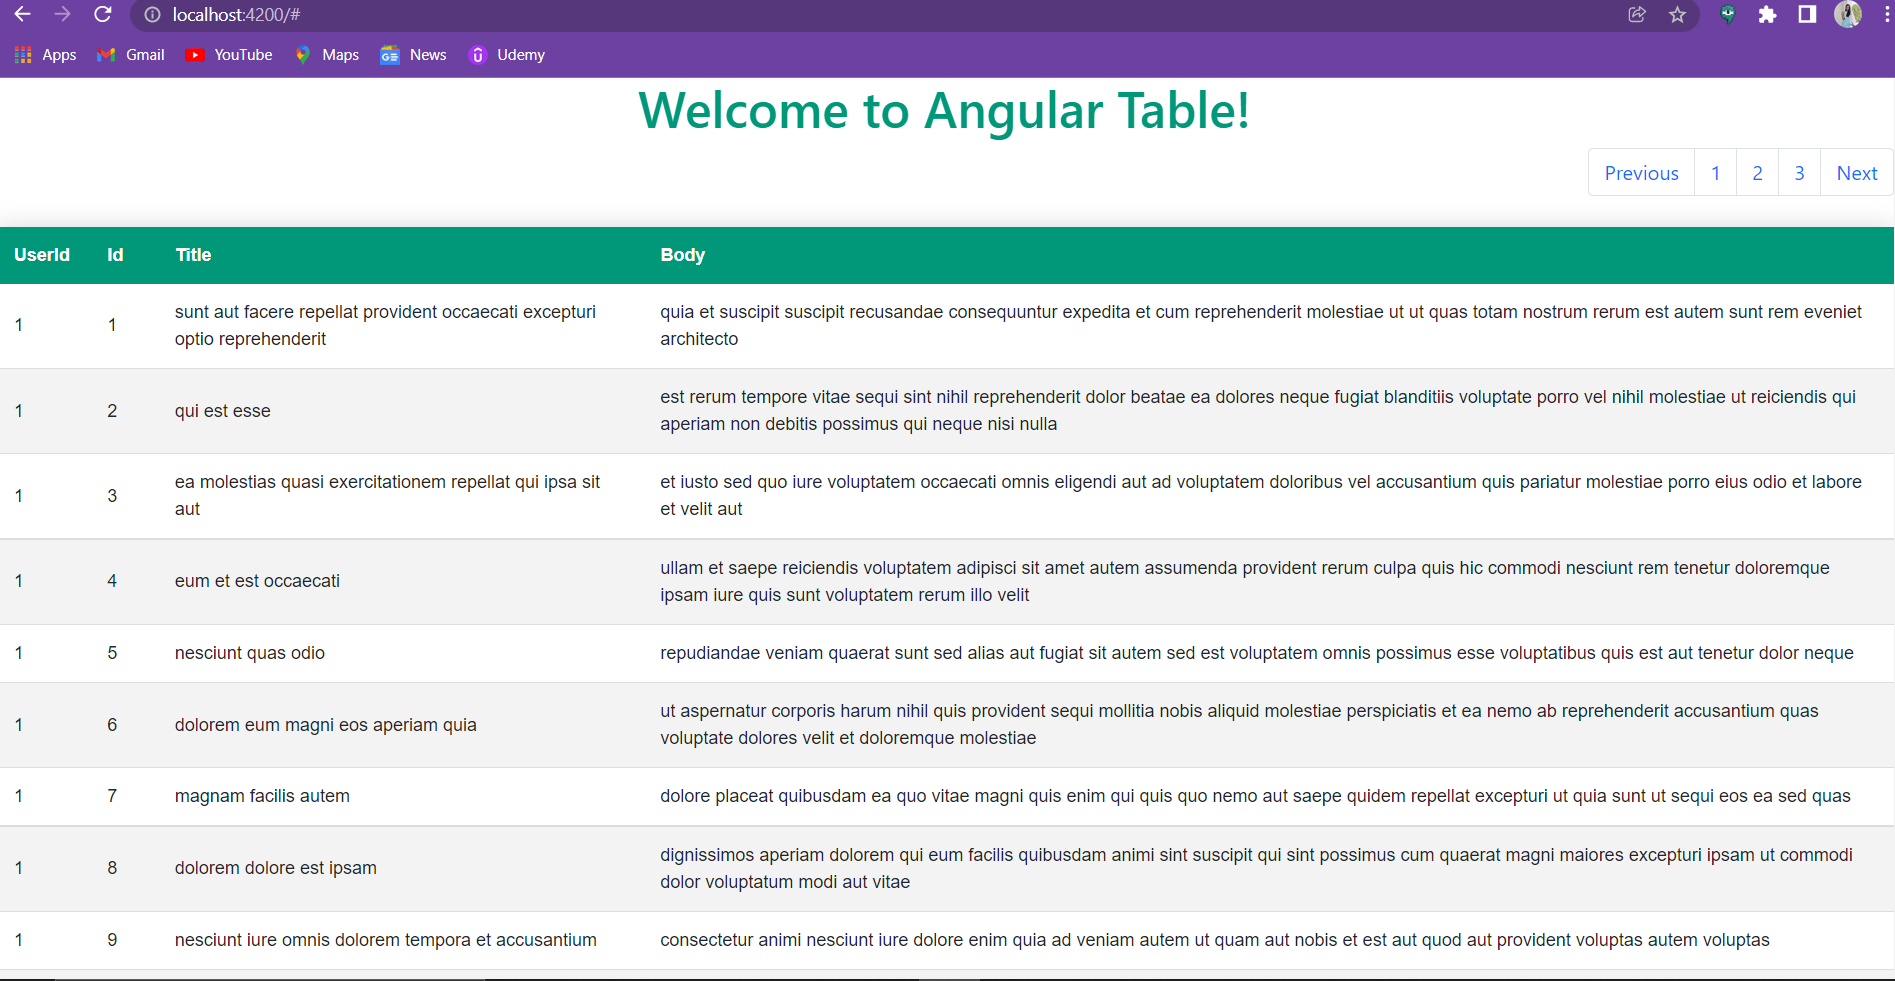 localhost:4200/#
Apps Gmail YouTube Maps GE News Udemy
Welcome to Angular Table!
Previous 1 2 3 Next
UserId Id Title Body
1 1 sunt aut facere repellat provident occaecati excepturi optio reprehenderit quia et suscipit suscipit recusandae consequuntur expedita et cum reprehenderit molestiae ut ut quas totam nostrum rerum est autem sunt rem eveniet architecto
1 2 qui est esse est rerum tempore vitae sequi sint nihil reprehenderit dolor beatae ea dolores neque fugiat blanditiis voluptate porro vel nihil molestiae ut reiciendis qui aperiam non debitis possimus qui neque nisi nulla
1 3 ea molestias quasi exercitationem repellat qui ipsa sit aut et iusto sed quo iure voluptatem occaecati omnis eligendi aut ad voluptatem doloribus vel accusantium quis pariatur molestiae porro eius odio et labore et velit aut
1 4 eum et est occaecati ullam et saepe reiciendis voluptatem adipisci sit amet autem assumenda provident rerum culpa quis hic commodi nesciunt rem tenetur doloremque ipsam iure quis sunt voluptatem rerum illo velit
1 5 nesciunt quas odio repudiandae veniam quaerat sunt sed alias aut fugiat sit autem sed est voluptatem omnis possimus esse voluptatibus quis est aut tenetur dolor neque
1 6 dolorem eum magni eos aperiam quia ut aspernatur corporis harum nihil quis provident sequi mollitia nobis aliquid molestiae perspiciatis et ea nemo ab reprehenderit accusantium quas voluptate dolores velit et doloremque molestiae
1 7 magnam facilis autem dolore placeat quibusdam ea quo vitae magni quis enim qui quis quo nemo aut saepe quidem repellat excepturi ut quia sunt ut sequi eos ea sed quas
1 8 dolorem dolore est ipsam dignissimos aperiam dolorem qui eum facilis quibusdam animi sint suscipit qui sint possimus cum quaerat magni maiores excepturi ipsam ut commodi dolor voluptatum modi aut vitae
1 9 nesciunt iure omnis dolorem tempora et accusantium consectetur animi nesciunt iure dolore enim quia ad veniam autem ut quam aut nobis et est aut quod aut provident voluptas autem voluptas